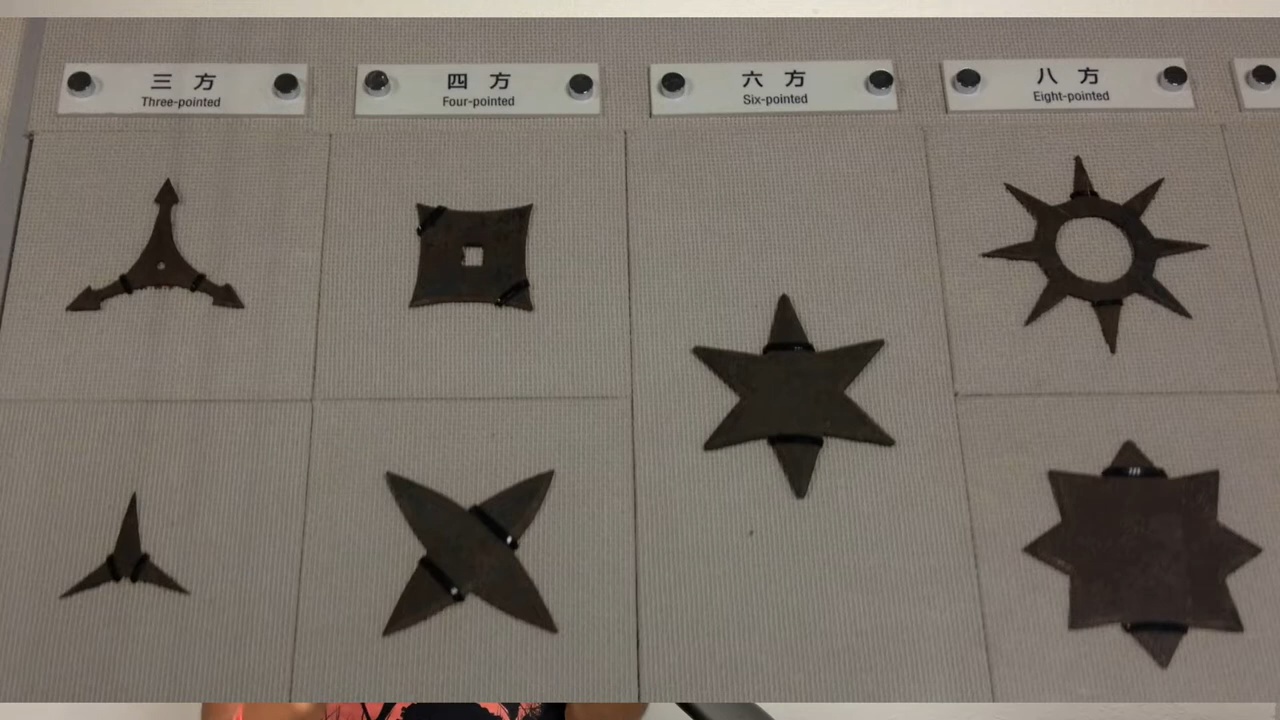 三方
Three-pointed
四方
Four-pointed
六方
Six-pointed
八方
Eight-pointed